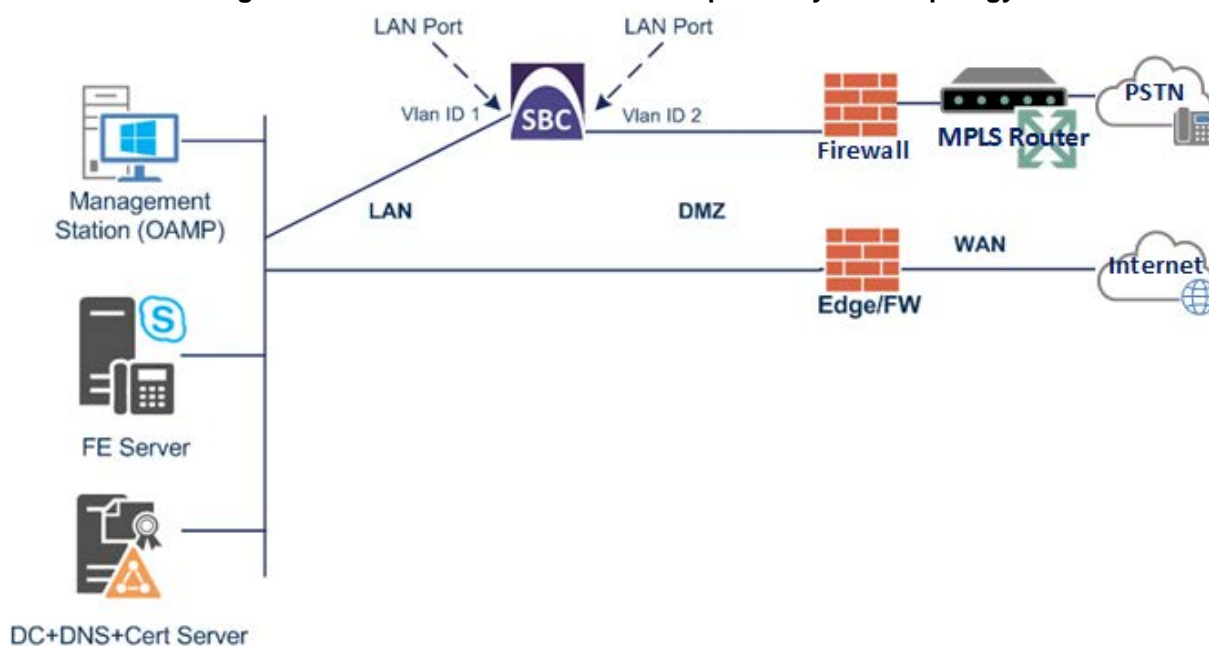 LAN Port
LAN Port
Vlan ID 1
SBC
Vlan ID 2
Firewall
MPLS Router
PSTN
Management
Station (OAMP)
LAN
DMZ
WAN
Internet
Edge/FW
S
FE Server
DC+DNS+Cert Server